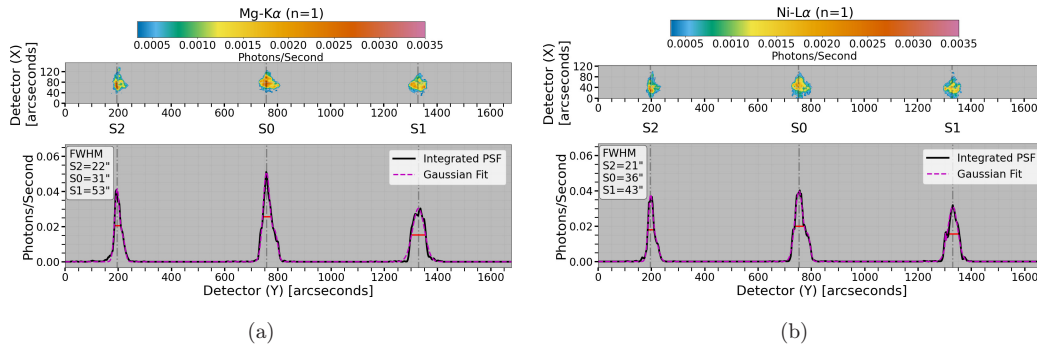 Mg-Kα (n=1)
0.0005 0.0010 0.0015 0.0020 0.0025 0.0030 0.0035
Photons/Second
Detector (X)
[arcseconds]
120
80
40
0
0 200 400 600 800 1000 1200 1400 1600
S2 S0 S1
FWHM
S2=22"
S0=31"
S1=53"
Integrated PSF
Gaussian Fit
Photons/Second
0.06
0.04
0.02
0.00
0 200 400 600 800 1000 1200 1400 1600
Detector (Y) [arcseconds]
(a)
Ni-Lα (n=1)
0.0005 0.0010 0.0015 0.0020 0.0025 0.0030 0.0035
Photons/Second
Detector (X)
[arcseconds]
120
80
40
0
0 200 400 600 800 1000 1200 1400 1600
S2 S0 S1
FWHM
S2=21"
S0=36"
S1=43"
Integrated PSF
Gaussian Fit
Photons/Second
0.06
0.04
0.02
0.00
0 200 400 600 800 1000 1200 1400 1600
Detector (Y) [arcseconds]
(b)